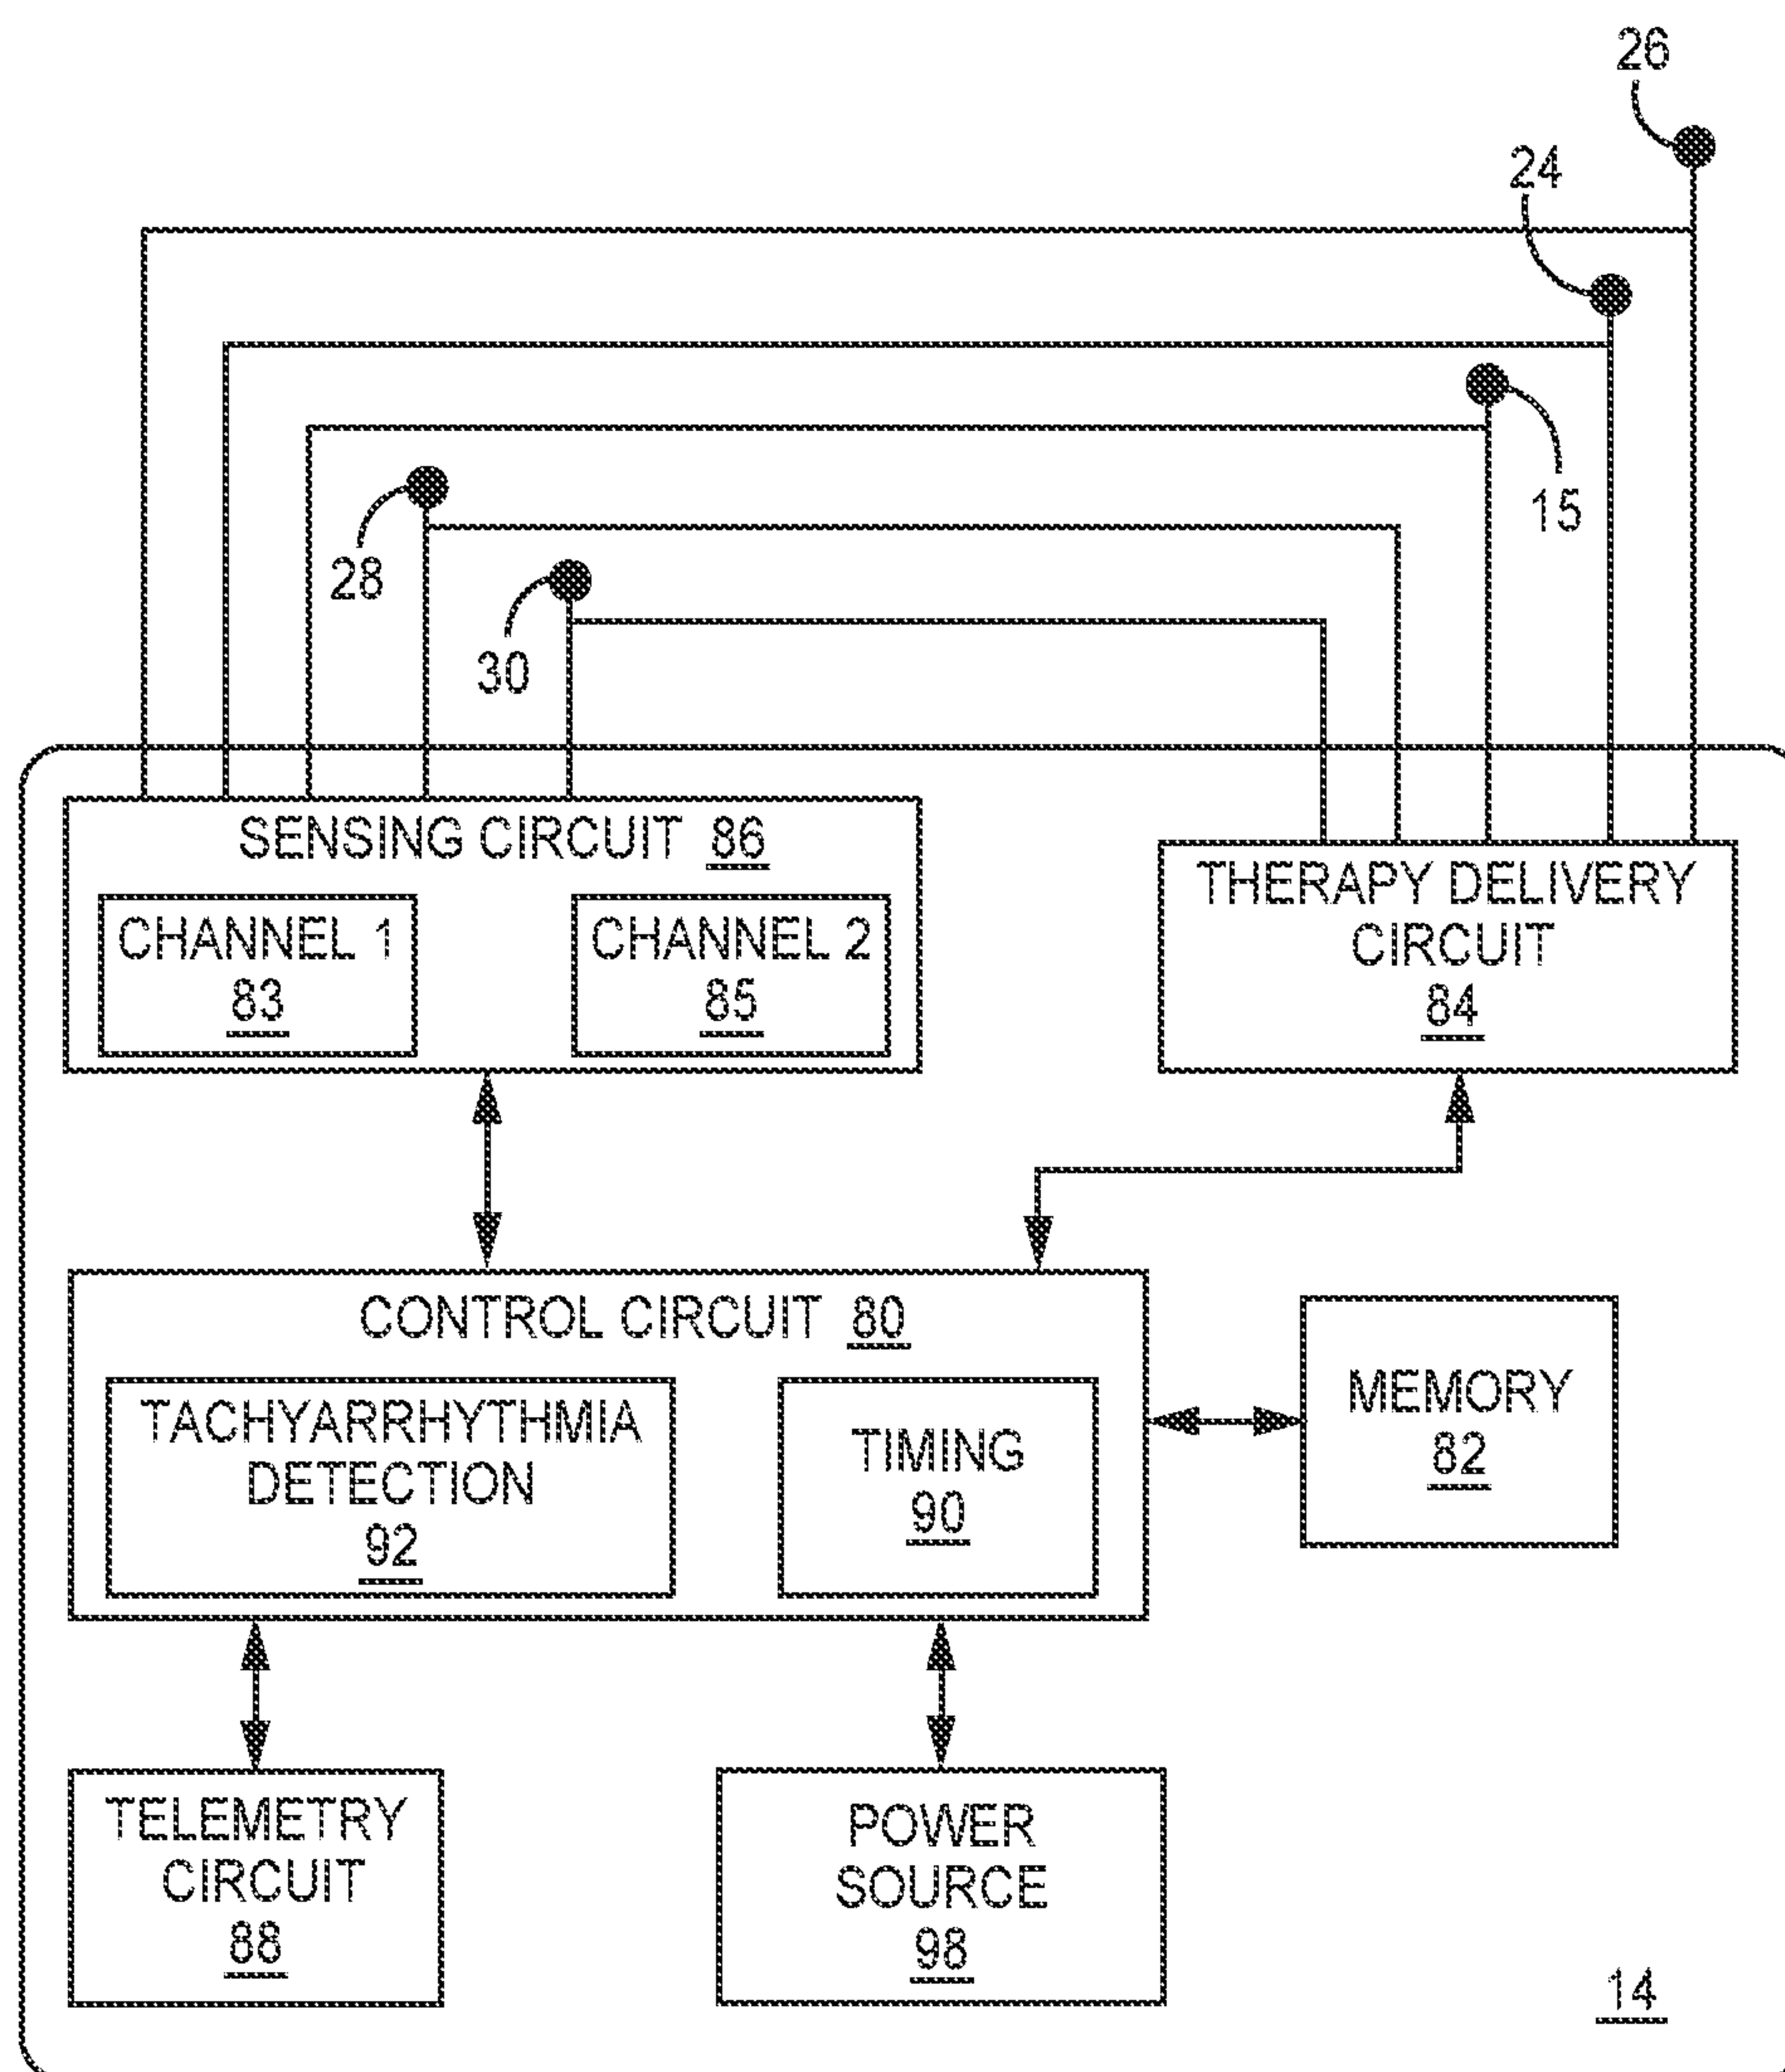 26
24
15
28
30
SENSING CIRCUIT 86
CHANNEL 1
83
CHANNEL 2
85
THERAPY DELIVERY
CIRCUIT
84
CONTROL CIRCUIT 80
TACHYARRHYTHMIA
DETECTION
92
TIMING
90
MEMORY
82
TELEMETRY
CIRCUIT
88
POWER
SOURCE
98
14